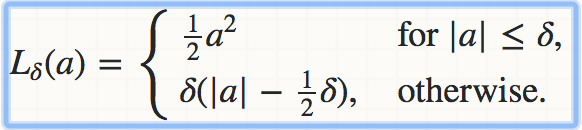 L_δ(a) = { ½a² for |a| ≤ δ,
δ(|a| − ½δ), otherwise.